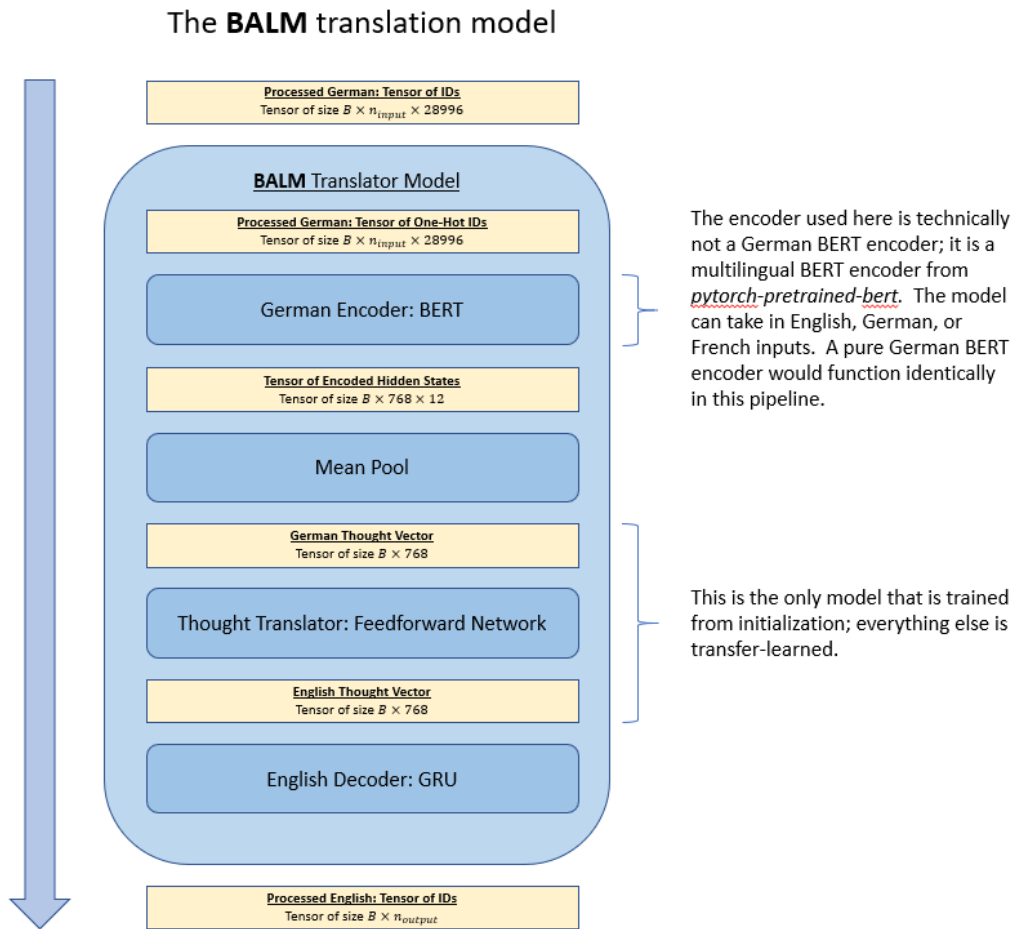 The BALM translation model
Processed German: Tensor of IDs
Tensor of size B × n_input × 28996
BALM Translator Model
Processed German: Tensor of One-Hot IDs
Tensor of size B × n_input × 28996
German Encoder: BERT
Tensor of Encoded Hidden States
Tensor of size B × 768 × 12
Mean Pool
German Thought Vector
Tensor of size B × 768
Thought Translator: Feedforward Network
English Thought Vector
Tensor of size B × 768
English Decoder: GRU
Processed English: Tensor of IDs
Tensor of size B × n_output
The encoder used here is technically
not a German BERT encoder; it is a
multilingual BERT encoder from
pytorch-pretrained-bert. The model
can take in English, German, or
French inputs. A pure German BERT
encoder would function identically
in this pipeline.
This is the only model that is trained
from initialization; everything else is
transfer-learned.